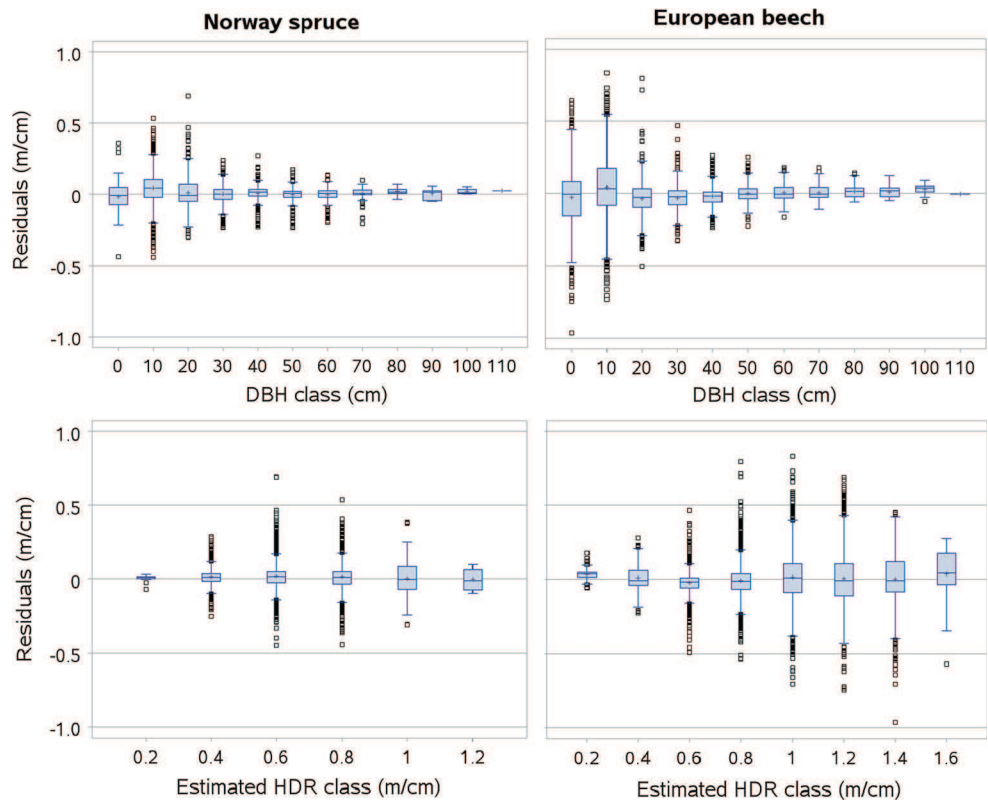 Norway spruce
European beech
Residuals (m/cm)
1.0
0.5
0
-0.5
-1.0
0 10 20 30 40 50 60 70 80 90 100 110
DBH class (cm)
0 10 20 30 40 50 60 70 80 90 100 110
DBH class (cm)
Residuals (m/cm)
1.0
0.5
0
-0.5
-1.0
0.2 0.4 0.6 0.8 1 1.2
Estimated HDR class (m/cm)
0.2 0.4 0.6 0.8 1 1.2 1.4 1.6
Estimated HDR class (m/cm)